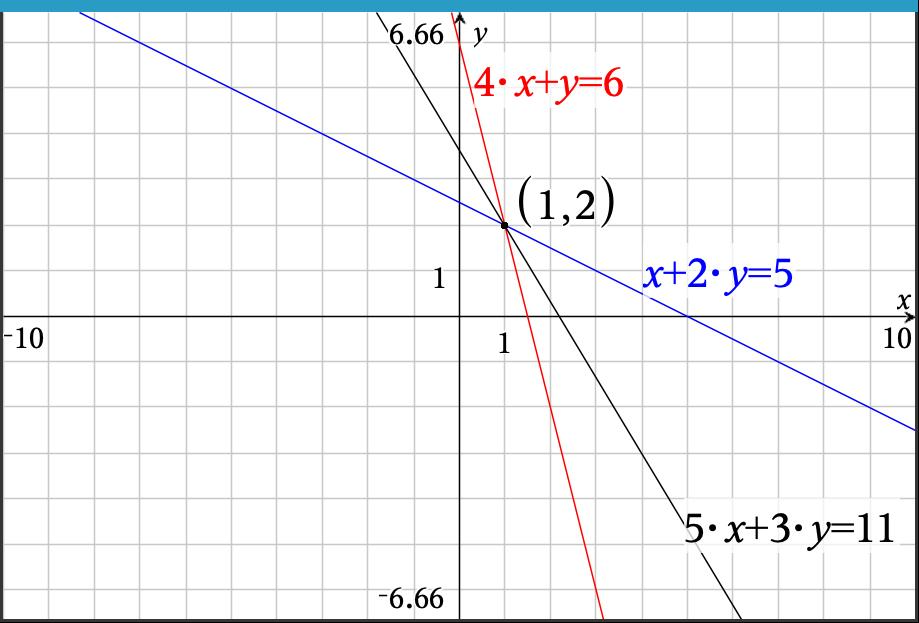 6.66
y
4· x+y=6
(1,2)
x+2· y=5
1
x
-10
1
10
5· x+3· y=11
-6.66